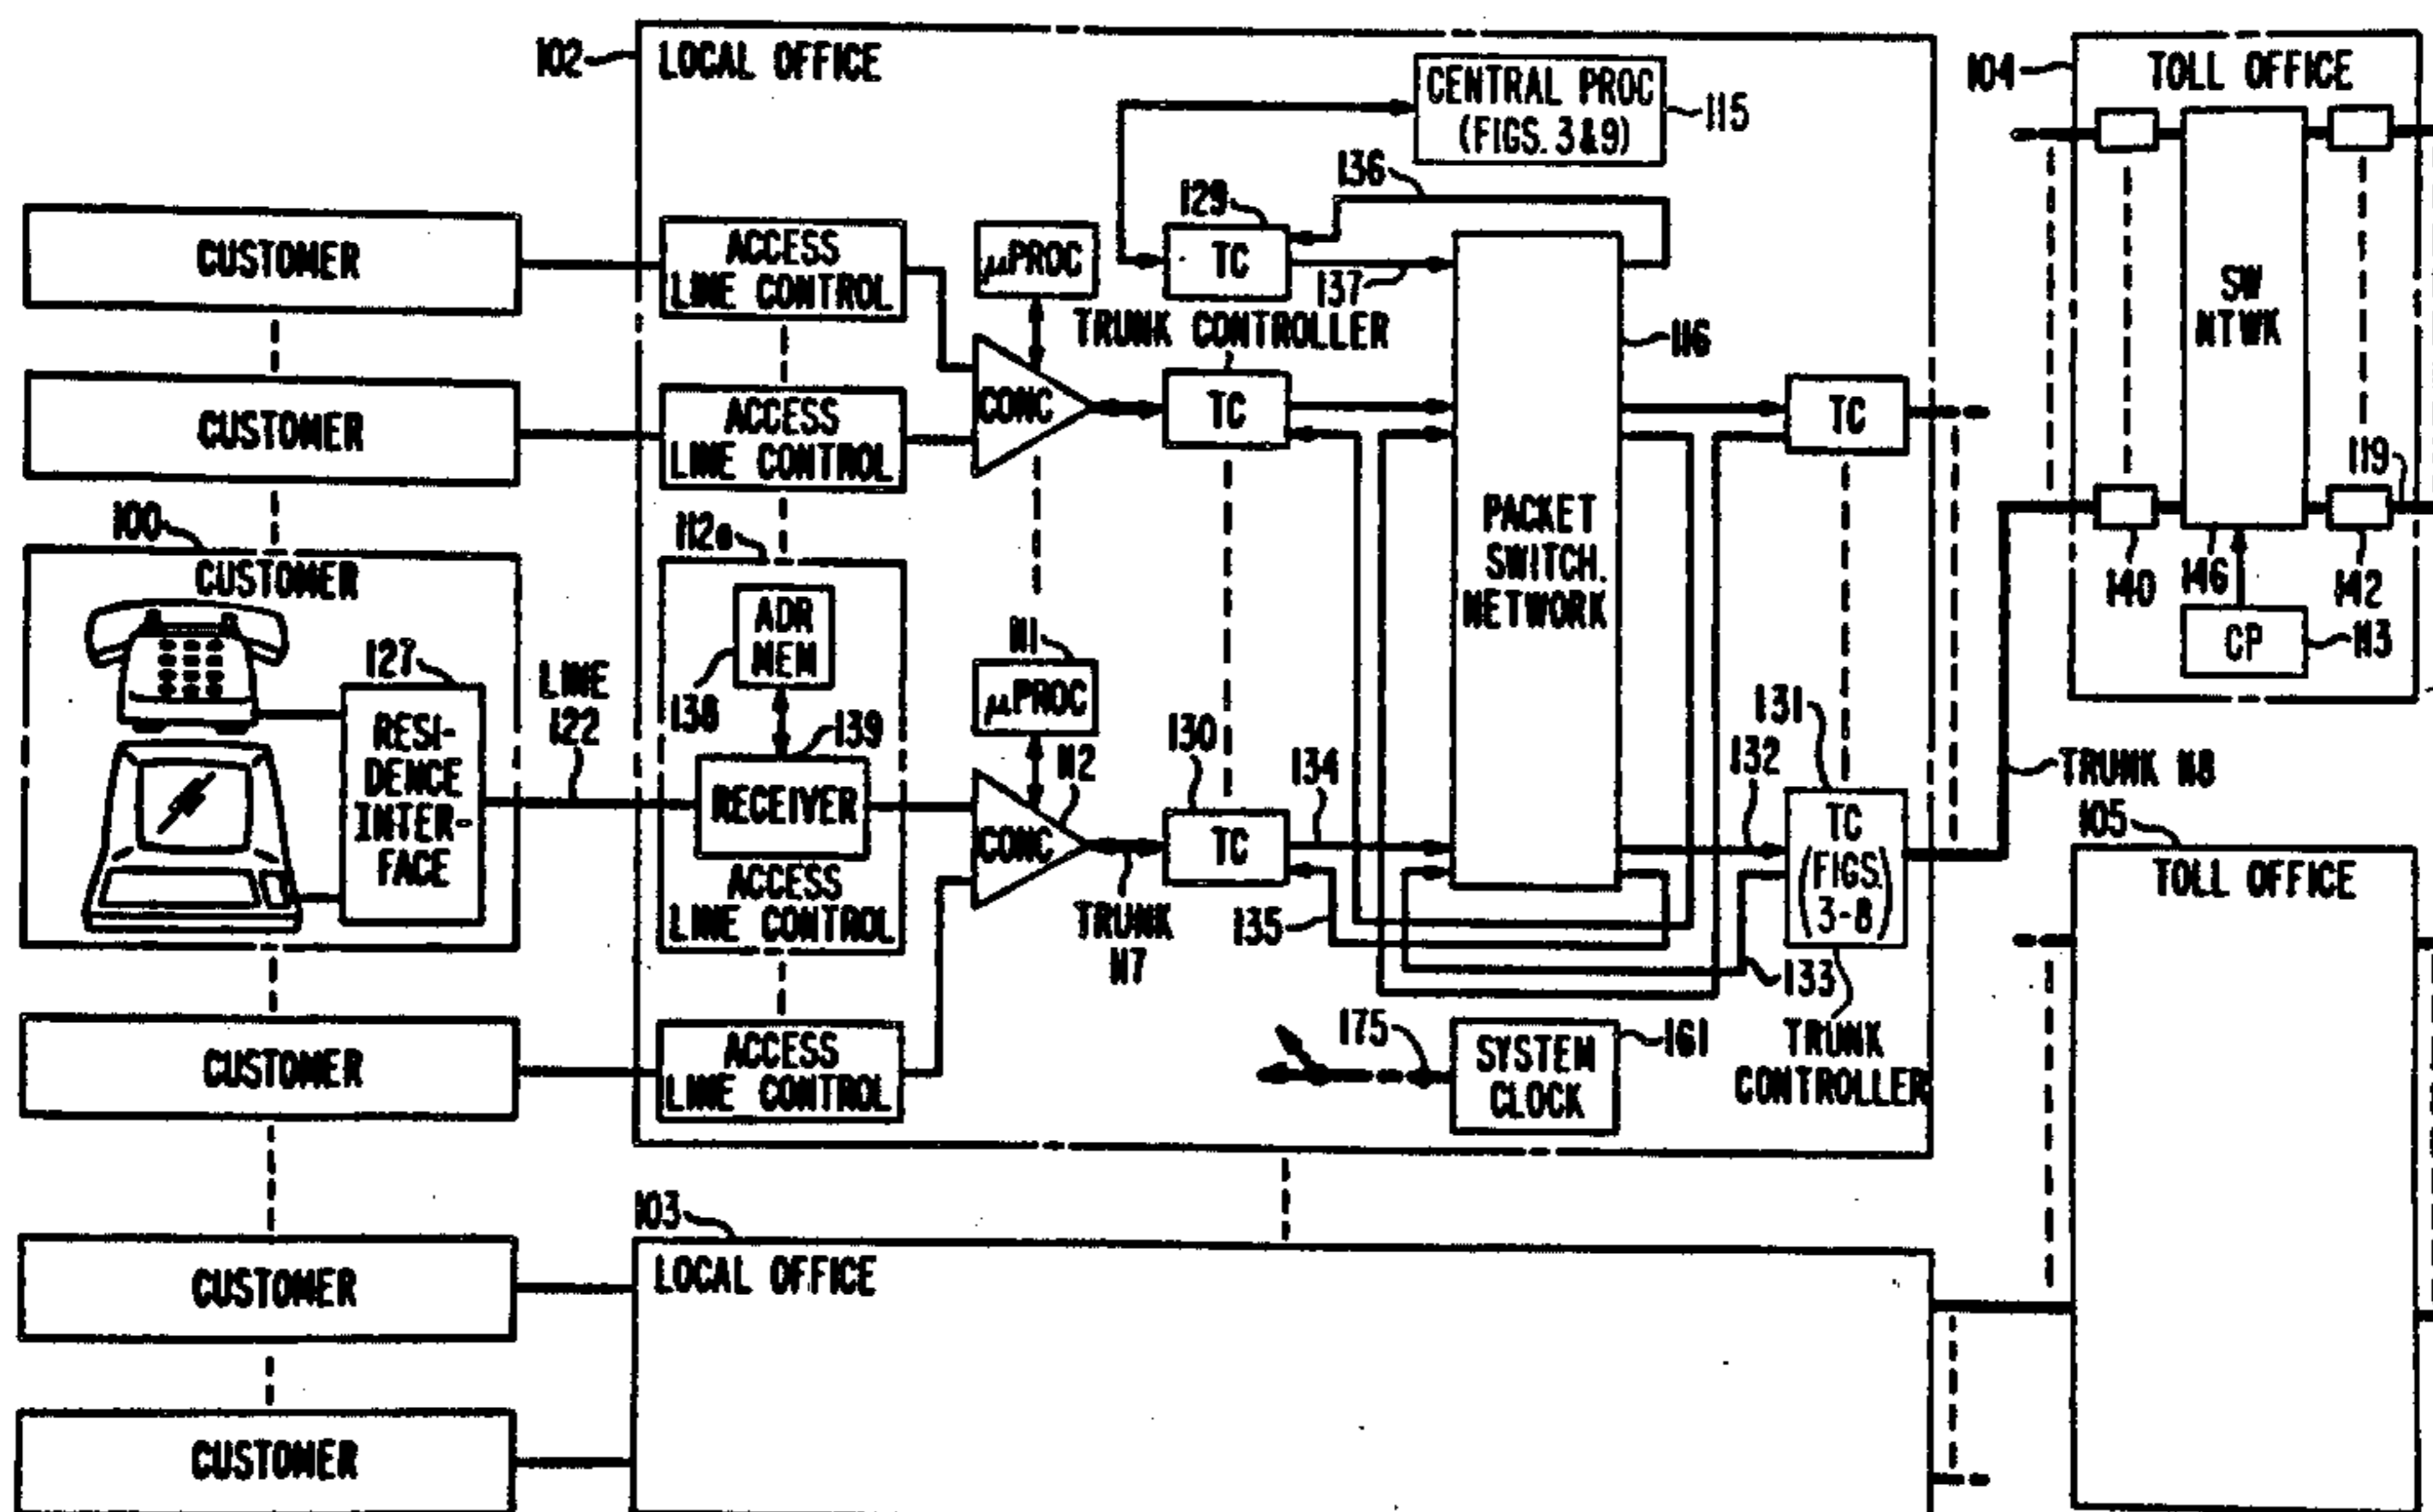 102
LOCAL OFFICE
CENTRAL PROC
(FIGS. 3&9)
115
104
TOLL OFFICE
136
129
TC
137
CUSTOMER
ACCESS
LINE CONTROL
μPROC
TRUNK CONTROLLER
116
SW
NTWK
CUSTOMER
ACCESS
LINE CONTROL
CONC
TC
TC
119
PACKET
SWITCH.
NETWORK
140
146
142
CP
113
100
CUSTOMER
127
RESI-
DENCE
INTER-
FACE
LINE
122
112a
ADR
MEM
138
139
RECEIVER
ACCESS
LINE CONTROL
111
μPROC
112
CONC
TRUNK
117
130
TC
134
135
131
132
TC
(FIGS.
3-8)
133
TRUNK
CONTROLLER
TRUNK 118
105
TOLL OFFICE
CUSTOMER
ACCESS
LINE CONTROL
175
SYSTEM
CLOCK
161
103
LOCAL OFFICE
CUSTOMER
CUSTOMER